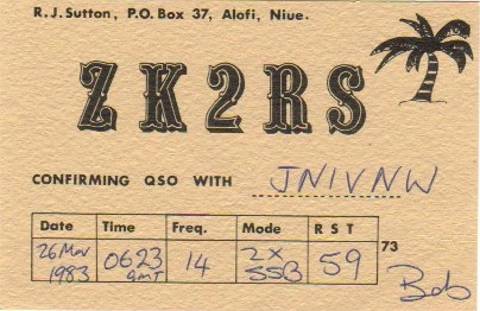 R.J. Sutton, P.O. Box 37, Alofi, Niue.
ZK2RS
CONFIRMING QSO WITH JN1VNW
Date Time Freq. Mode RST
26 Mar 1983 0623 GMT 14 2X SSB 59
73
Bob